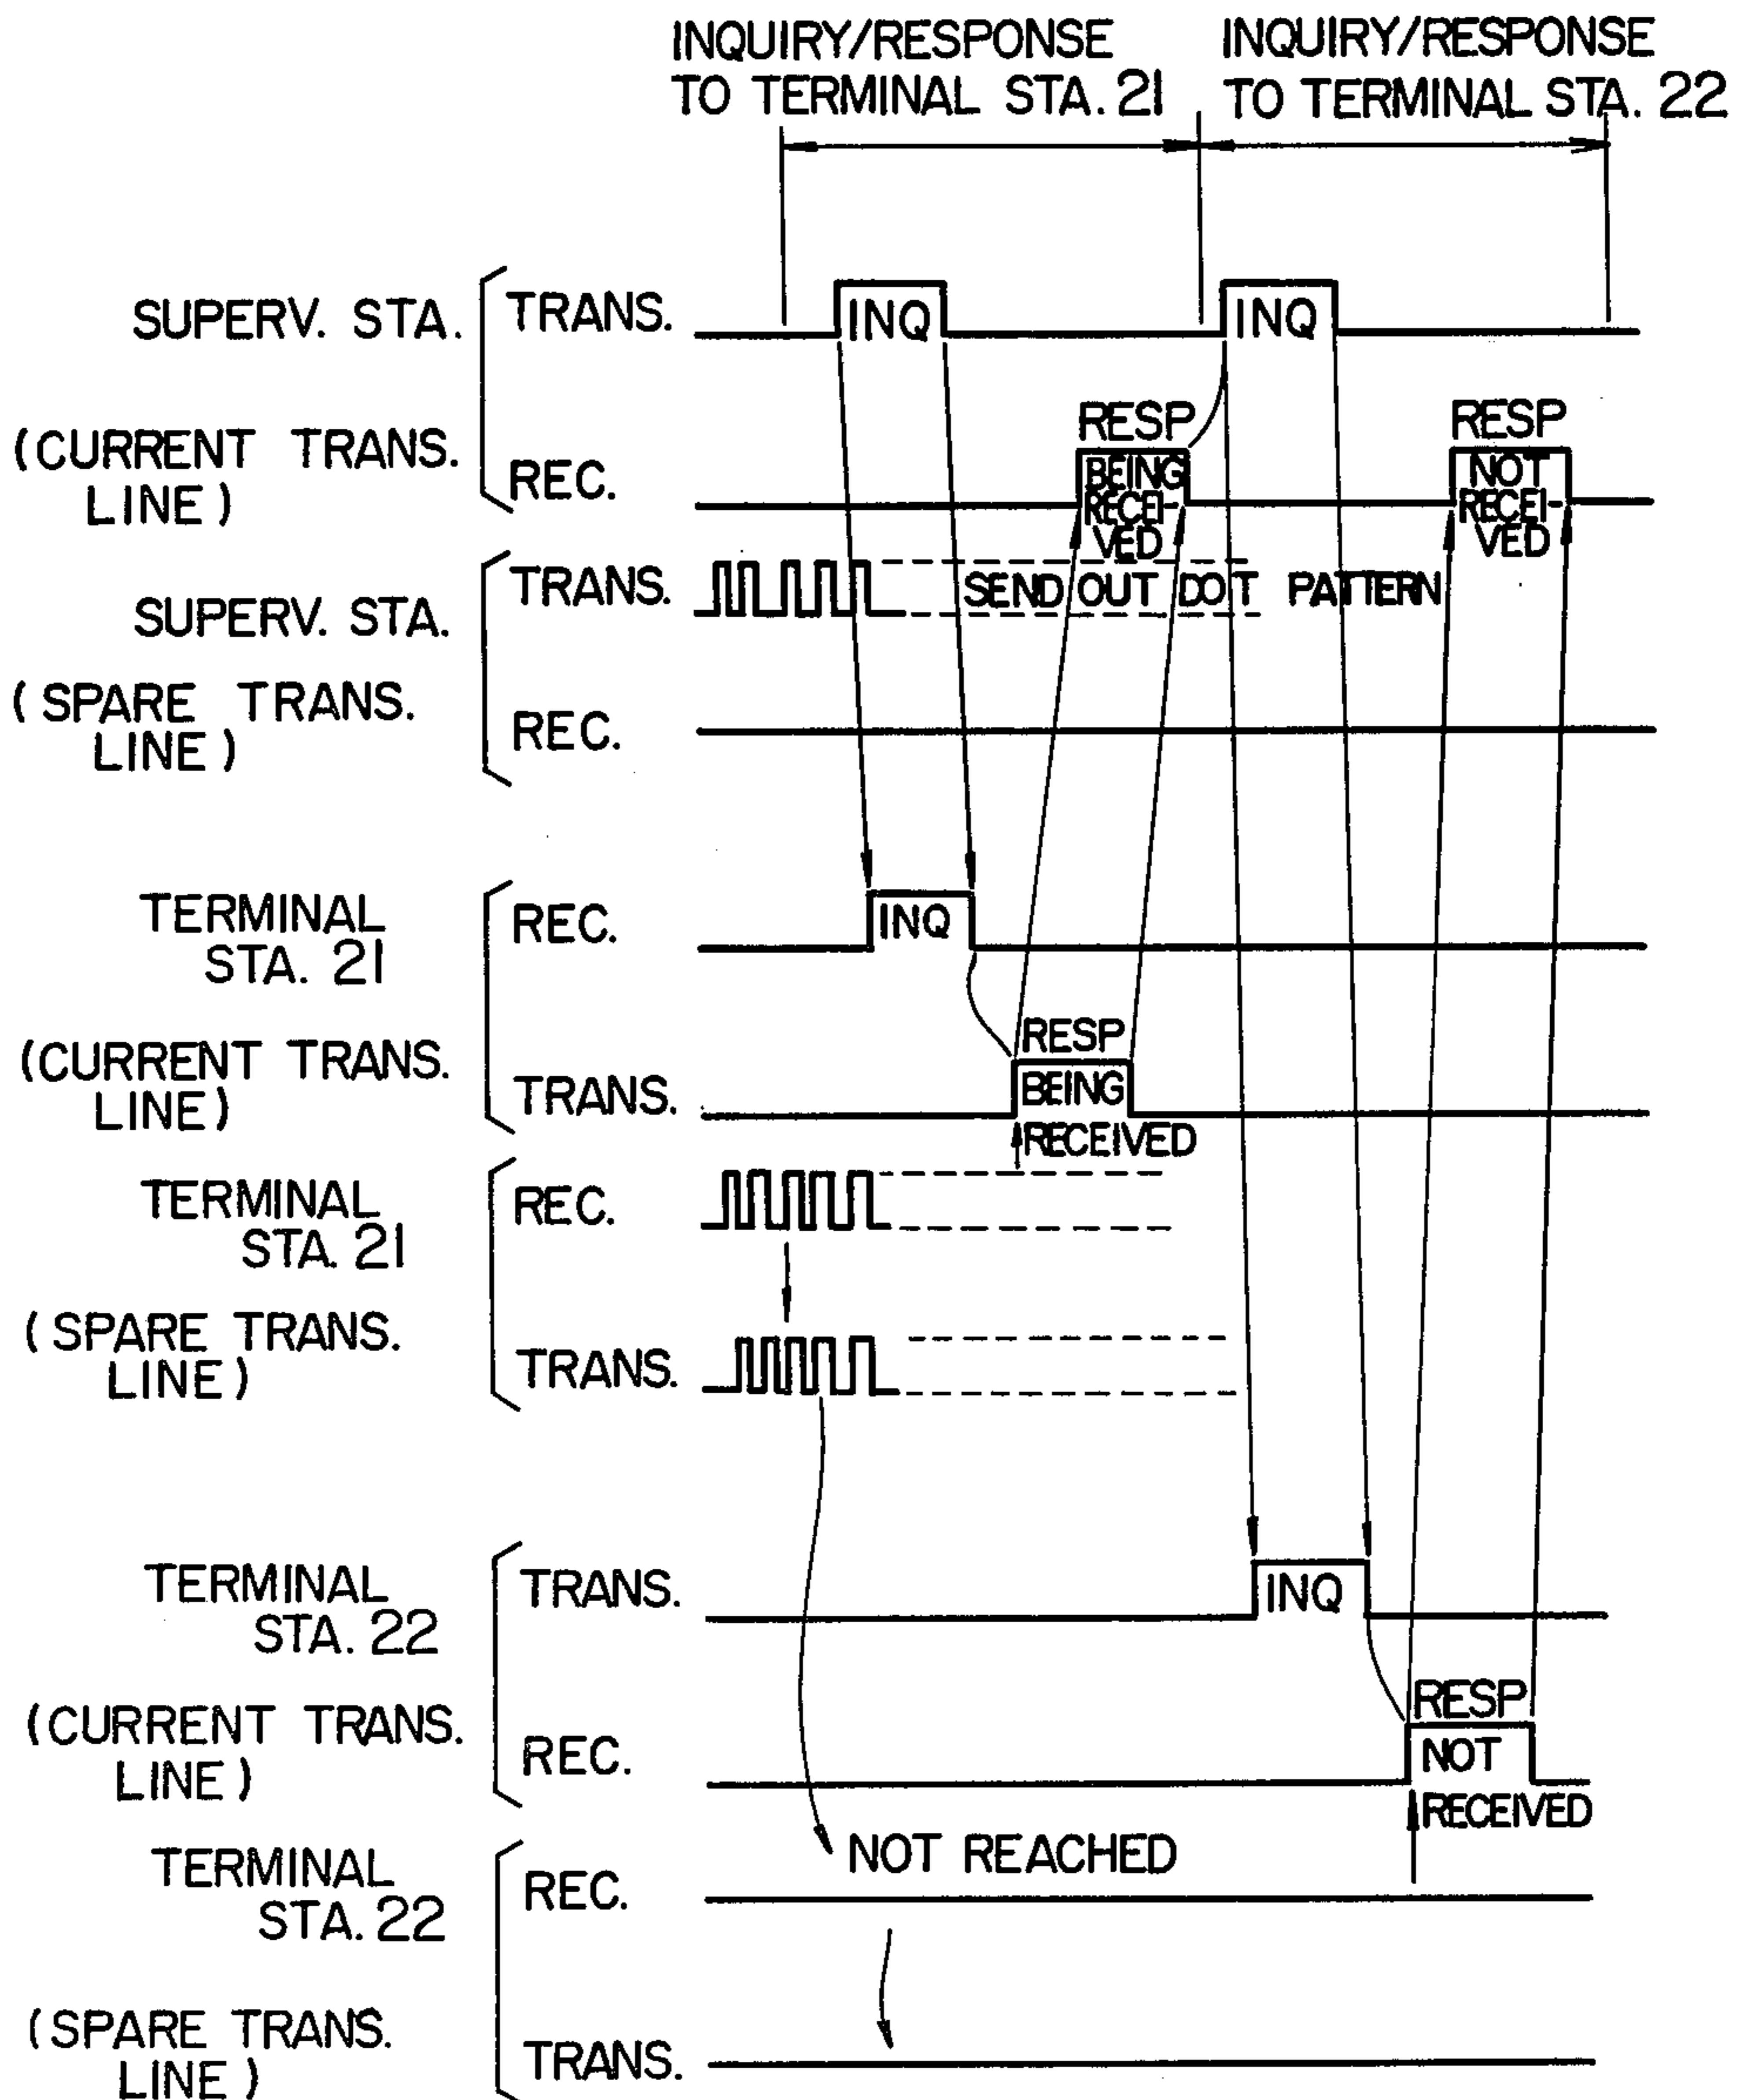 INQUIRY/RESPONSE
TO TERMINAL STA. 21
INQUIRY/RESPONSE
TO TERMINAL STA. 22
SUPERV. STA.
TRANS.
INQ
INQ
(CURRENT TRANS.
LINE)
REC.
RESP
BEING
RECEI-
VED
RESP
NOT
RECEI-
VED
SUPERV. STA.
TRANS.
SEND OUT DOT PATTERN
(SPARE TRANS.
LINE)
REC.
TERMINAL
STA. 21
REC.
INQ
(CURRENT TRANS.
LINE)
TRANS.
RESP
BEING
RECEIVED
TERMINAL
STA. 21
REC.
(SPARE TRANS.
LINE)
TRANS.
TERMINAL
STA. 22
TRANS.
INQ
(CURRENT TRANS.
LINE)
REC.
RESP
NOT
RECEIVED
TERMINAL
STA. 22
NOT REACHED
REC.
(SPARE TRANS.
LINE)
TRANS.